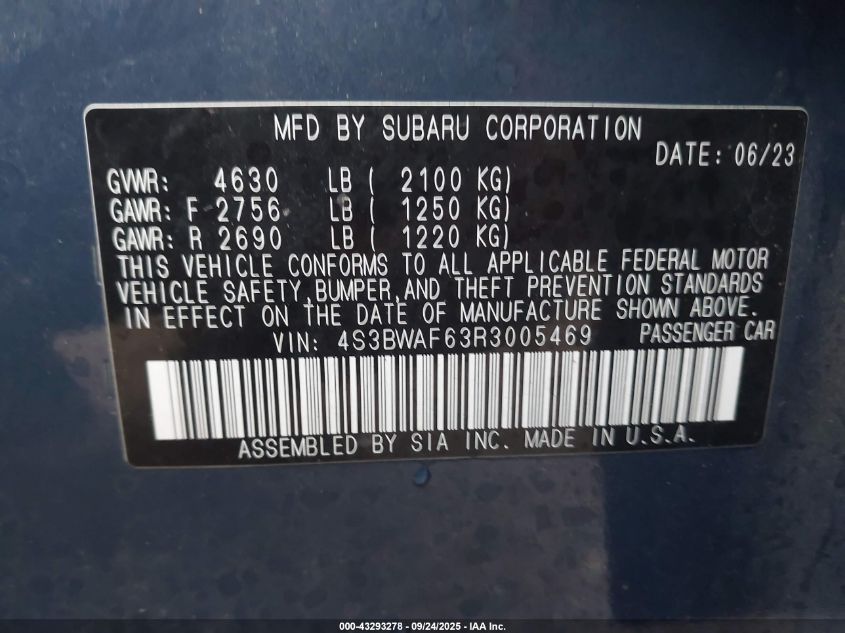 MFD BY SUBARU CORPORATION
DATE: 06/23
GVWR: 4630 LB ( 2100 KG)
GAWR: F 2756 LB ( 1250 KG)
GAWR: R 2690 LB ( 1220 KG)
THIS VEHICLE CONFORMS TO ALL APPLICABLE FEDERAL MOTOR
VEHICLE SAFETY,BUMPER,AND THEFT PREVENTION STANDARDS
IN EFFECT ON THE DATE OF MANUFACTURE SHOWN ABOVE.
VIN: 4S3BWAF63R3005469 PASSENGER CAR
ASSEMBLED BY SIA INC. MADE IN U.S.A.
000-43293278 - 09/24/2025 - IAA Inc.